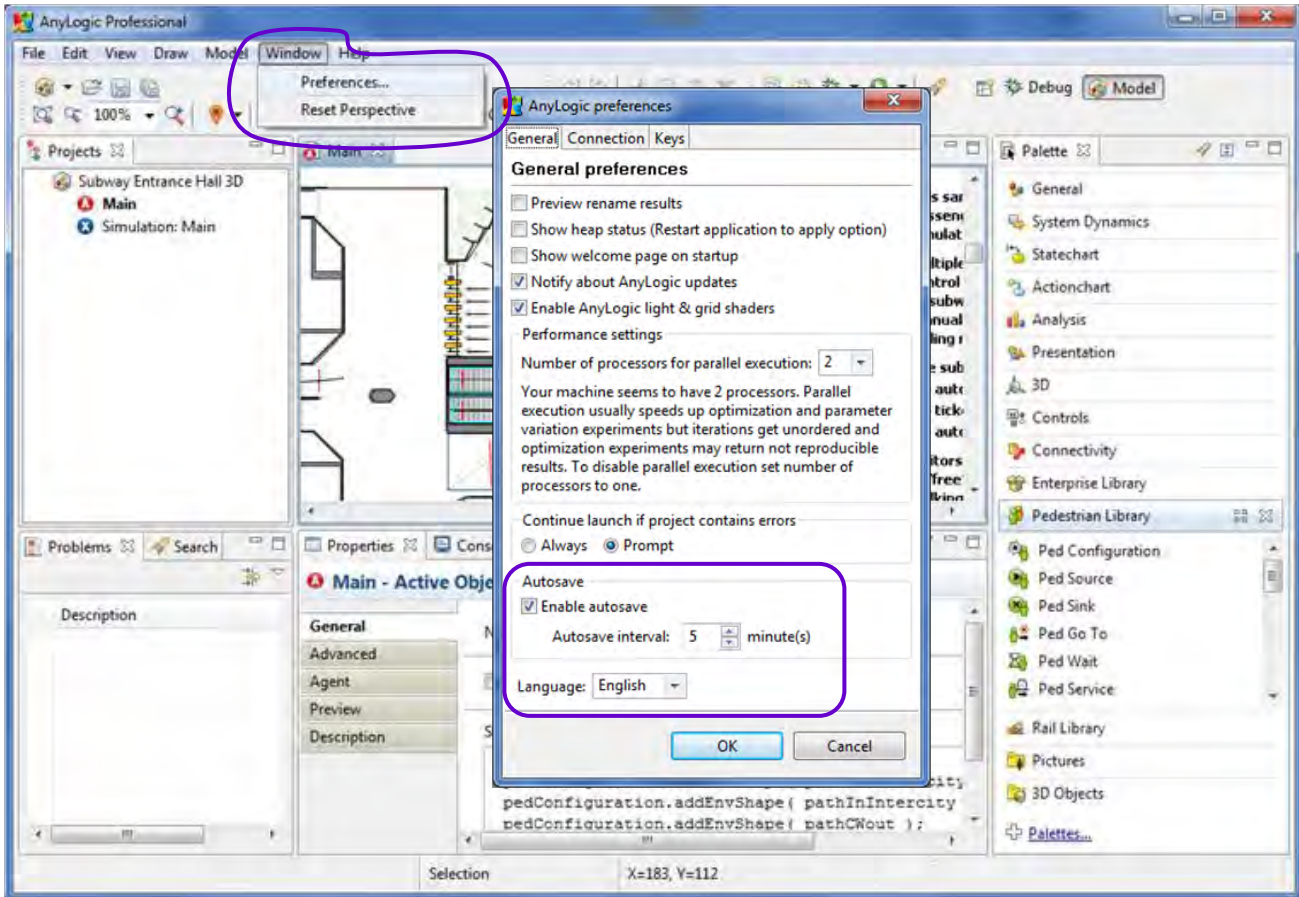 AnyLogic Professional
File Edit View Draw Model Window Help
Preferences...
Reset Perspective
100%
Debug Model
Projects
Subway Entrance Hall 3D
Main
Simulation: Main
Main
AnyLogic preferences
General Connection Keys
General preferences
Preview rename results
Show heap status (Restart application to apply option)
Show welcome page on startup
Notify about AnyLogic updates
Enable AnyLogic light & grid shaders
Performance settings
Number of processors for parallel execution: 2
Your machine seems to have 2 processors. Parallel
execution usually speeds up optimization and parameter
variation experiments but iterations get unordered and
optimization experiments may return not reproducible
results. To disable parallel execution set number of
processors to one.
Continue launch if project contains errors
Always Prompt
Autosave
Enable autosave
Autosave interval: 5 minute(s)
Language: English
OK Cancel
Palette
General
System Dynamics
Statechart
Actionchart
Analysis
Presentation
3D
Controls
Connectivity
Enterprise Library
Pedestrian Library
Ped Configuration
Ped Source
Ped Sink
Ped Go To
Ped Wait
Ped Service
Rail Library
Pictures
3D Objects
Palettes...
Problems Search
Description
Properties Cons
Main - Active Obje
General
Advanced
Agent
Preview
Description
pedConfiguration.addEnvShape( pathInIntercity
pedConfiguration.addEnvShape( pathCWout );
Selection X=183, Y=112